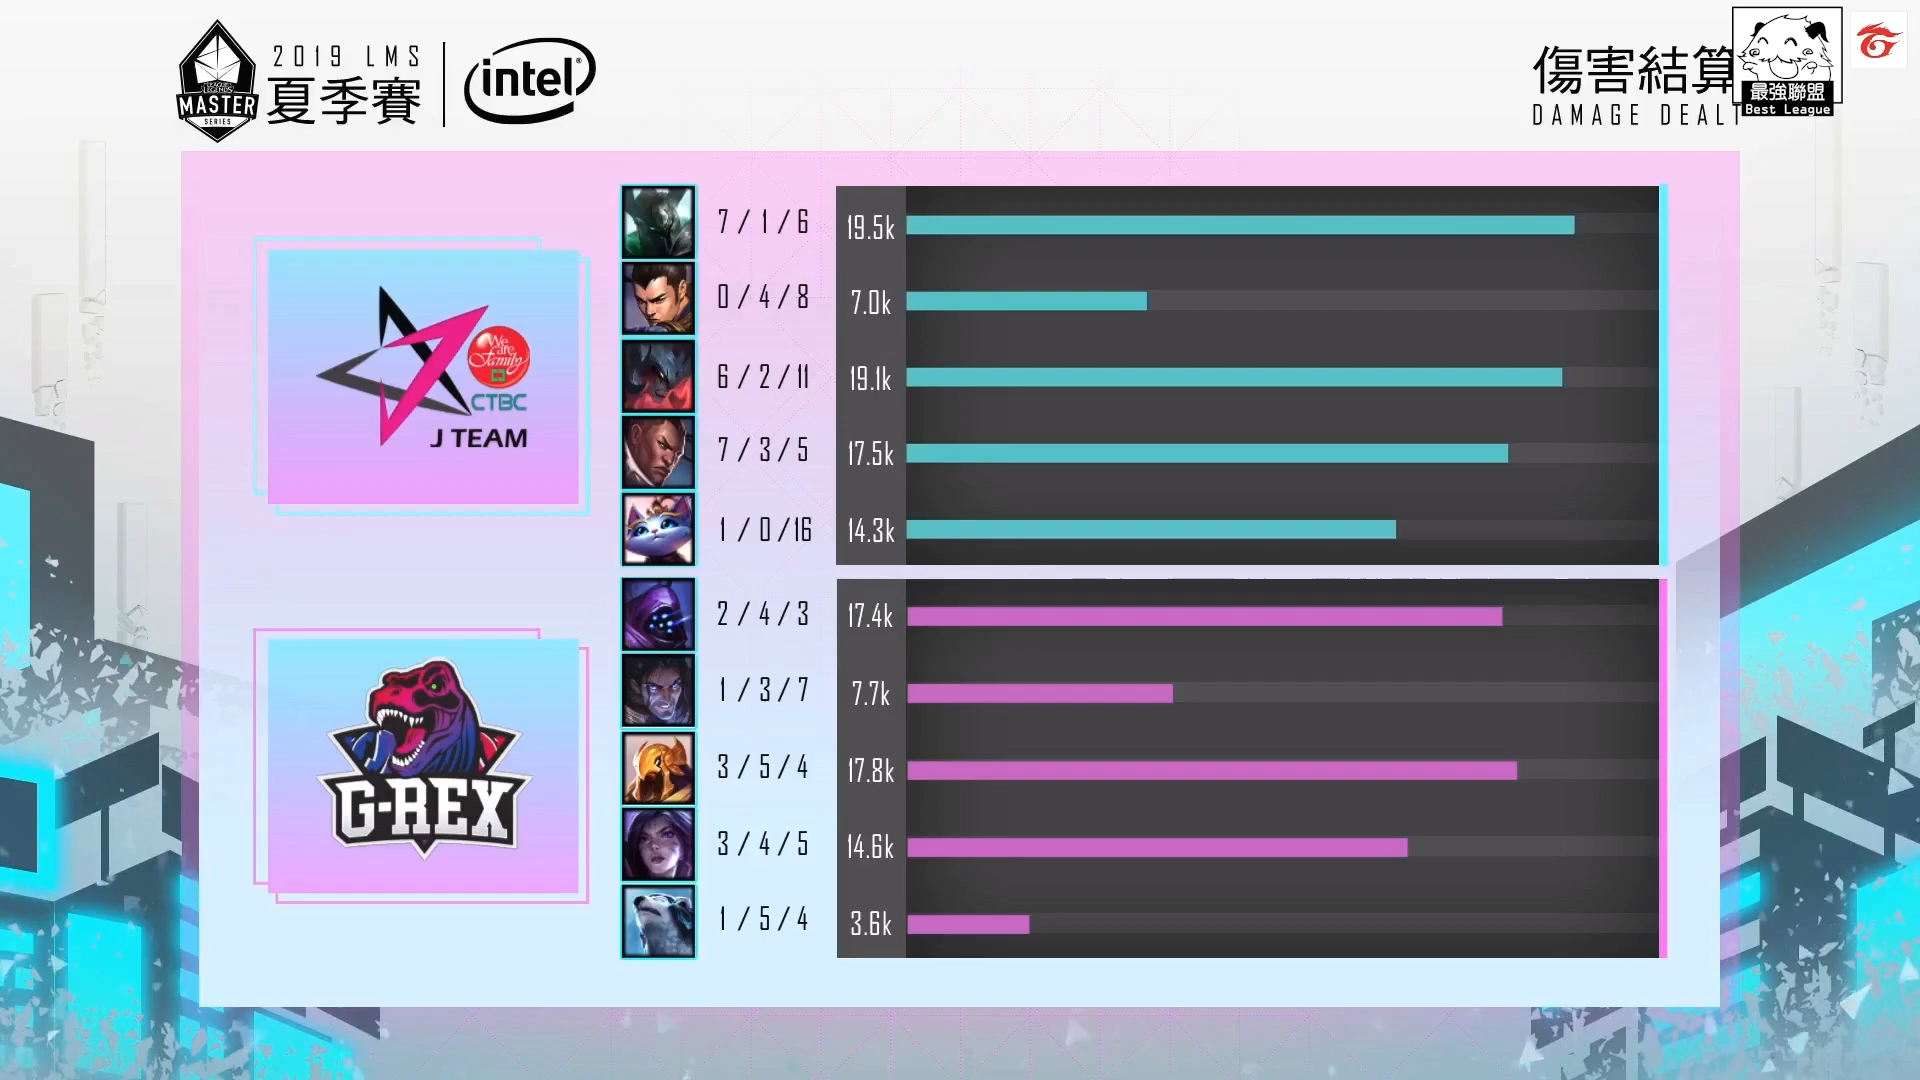 2019 LMS
夏季賽
LEAGUE LEGENDS
MASTER
SERIES
intel
傷害結算
DAMAGE DEALT
最強聯盟
Best League
We are Family
CTBC
J TEAM
7 / 1 / 6
19.5k
0 / 4 / 8
7.0k
6 / 2 / 11
19.1k
7 / 3 / 5
17.5k
1 / 0 / 16
14.3k
G-REX
2 / 4 / 3
17.4k
1 / 3 / 7
7.7k
3 / 5 / 4
17.8k
3 / 4 / 5
14.6k
1 / 5 / 4
3.6k